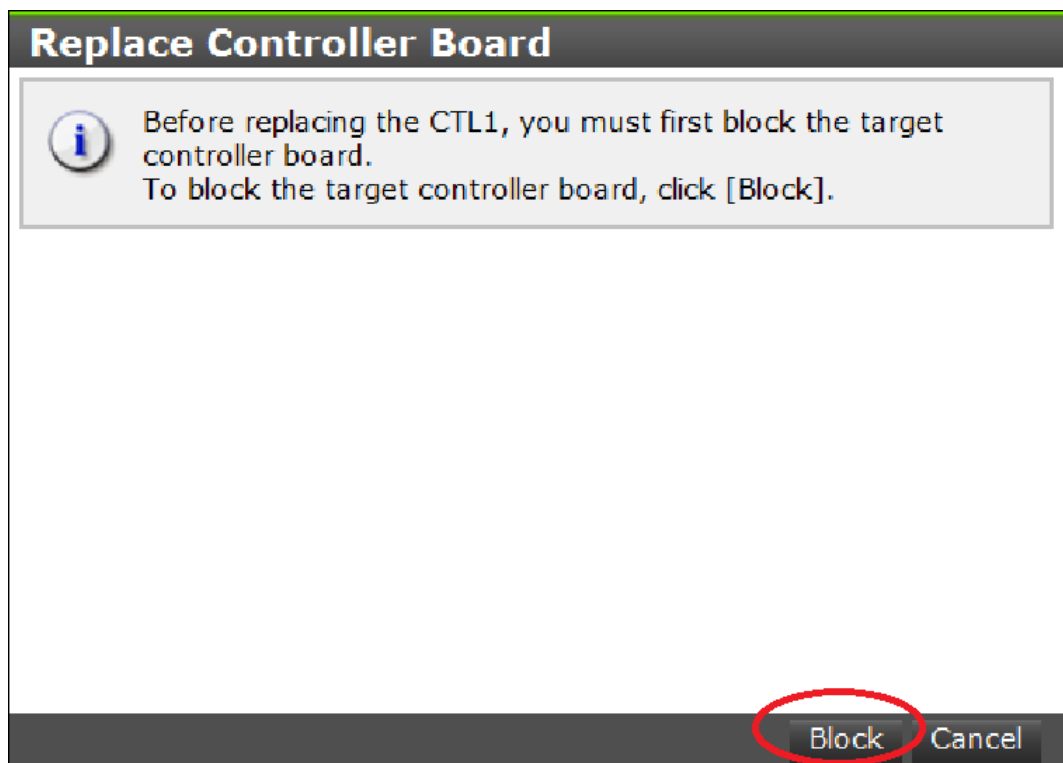 Replace Controller Board
Before replacing the CTL1, you must first block the target
controller board.
To block the target controller board, click [Block].
Block Cancel